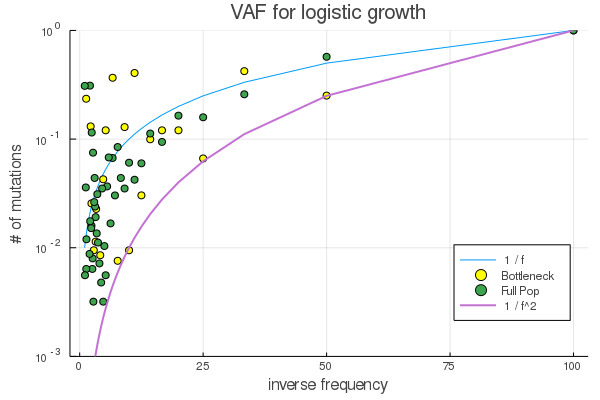 VAF for logistic growth
# of mutations
10^0
10^-1
10^-2
10^-3
1 / f
Bottleneck
Full Pop
1 / f^2
0 25 50 75 100
inverse frequency